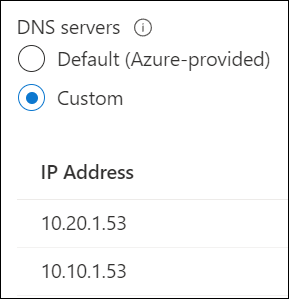 DNS servers
Default (Azure-provided)
Custom
IP Address
10.20.1.53
10.10.1.53